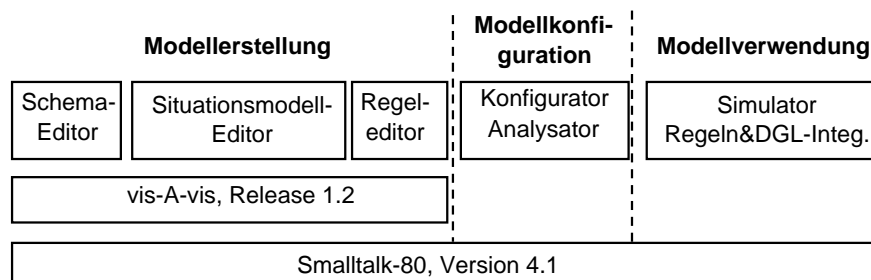 Modellerstellung
Modellkonfi-
guration
Modellverwendung
Schema-
Editor
Situationsmodell-
Editor
Regel-
editor
Konfigurator
Analysator
Simulator
Regeln&DGL-Integ.
vis-A-vis, Release 1.2
Smalltalk-80, Version 4.1